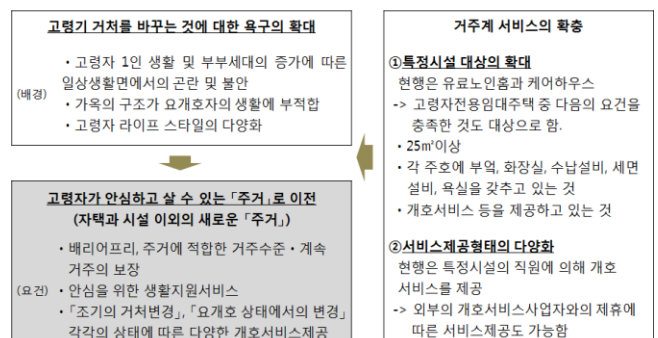 고령기 거처를 바꾸는 것에 대한 욕구의 확대
(배경)
・고령자 1인 생활 및 부부세대의 증가에 따른
일상생활면에서의 곤란 및 불안
・가옥의 구조가 요개호자의 생활에 부적합
・고령자 라이프 스타일의 다양화
고령자가 안심하고 살 수 있는 「주거」로 이전
(자택과 시설 이외의 새로운 「주거」)
・배리어프리, 주거에 적합한 거주수준・계속
거주의 보장
(요건) ・안심을 위한 생활지원서비스
・「조기의 거처변경」, 「요개호 상태에서의 변경」
각각의 상태에 따른 다양한 개호서비스제공
거주계 서비스의 확충
①특정시설 대상의 확대
현행은 유료노인홈과 케어하우스
-> 고령자전용임대주택 중 다음의 요건을
충족한 것도 대상으로 함.
・25㎡이상
・각 주호에 부엌, 화장실, 수납설비, 세면
설비, 욕실을 갖추고 있는 것
・개호서비스 등을 제공하고 있는 것
②서비스제공형태의 다양화
현행은 특정시설의 직원에 의해 개호
서비스를 제공
-> 외부의 개호서비스사업자와의 제휴에
따른 서비스제공도 가능함